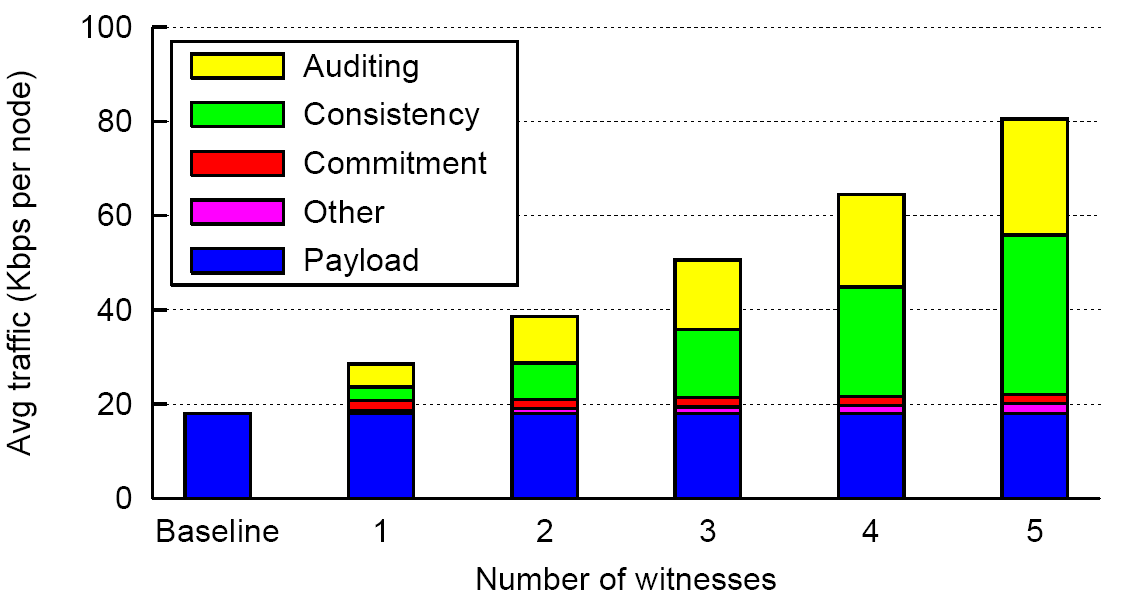 Avg traffic (Kbps per node)
100
80
60
40
20
0
Auditing
Consistency
Commitment
Other
Payload
Baseline 1 2 3 4 5
Number of witnesses